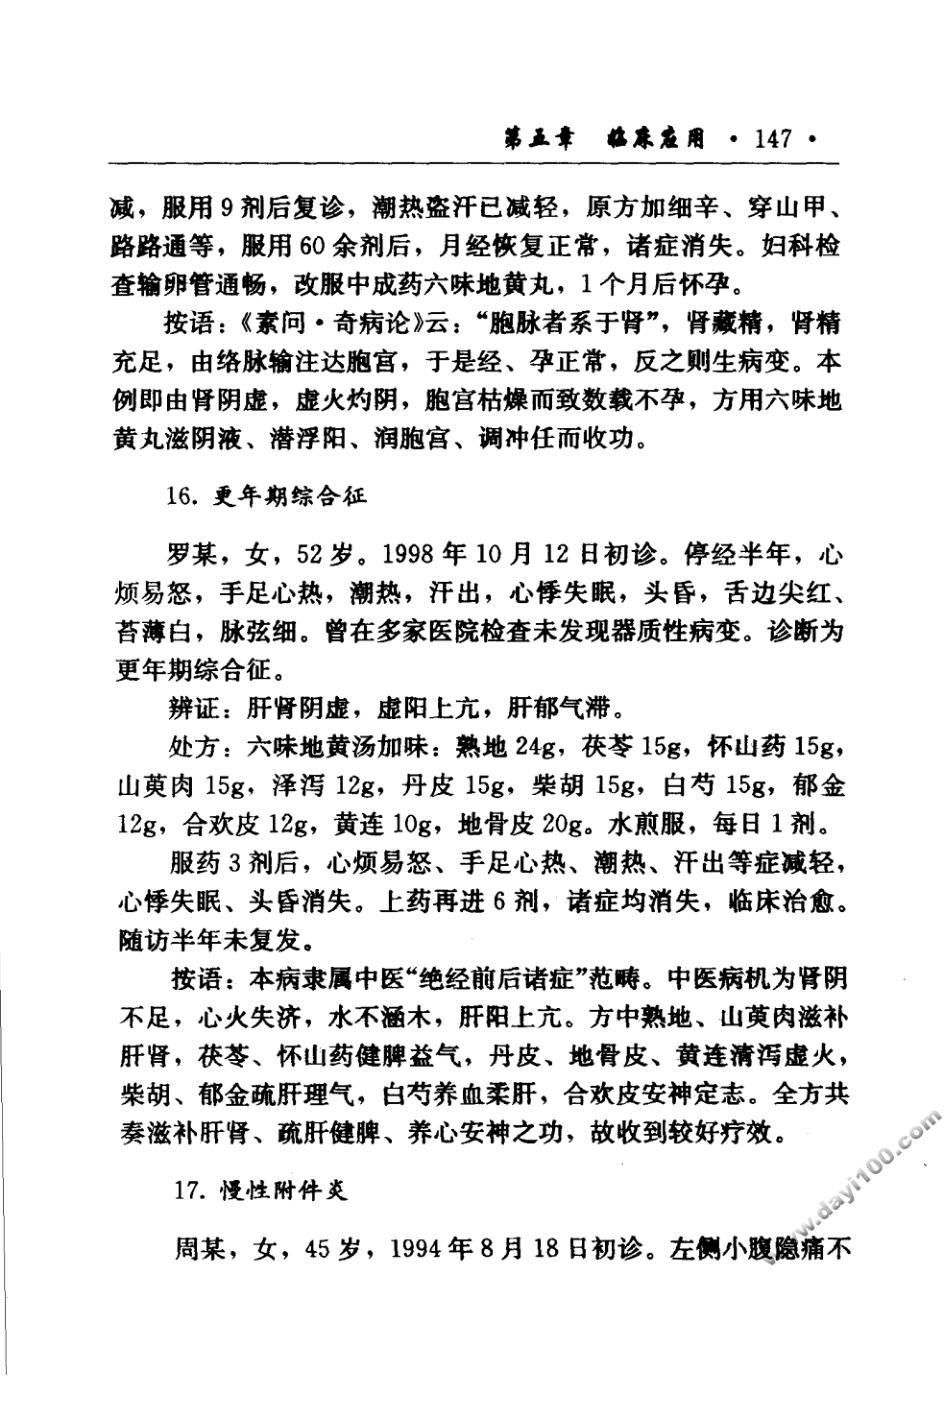 第五章 临床应用 · 147 ·
减，服用 9 剂后复诊，潮热盗汗已减轻，原方加细辛、穿山甲、
路路通等，服用 60 余剂后，月经恢复正常，诸症消失。妇科检
查输卵管通畅，改服中成药六味地黄丸，1 个月后怀孕。
按语：《素问·奇病论》云：“胞脉者系于肾”，肾藏精，肾精
充足，由络脉输注达胞宫，于是经、孕正常，反之则生病变。本
例即由肾阴虚，虚火灼阴，胞宫枯燥而致数载不孕，方用六味地
黄丸滋阴液、潜浮阳、润胞宫、调冲任而收功。
16. 更年期综合征
罗某，女，52 岁。1998 年 10 月 12 日初诊。停经半年，心
烦易怒，手足心热，潮热，汗出，心悸失眠，头昏，舌边尖红、
苔薄白，脉弦细。曾在多家医院检查未发现器质性病变。诊断为
更年期综合征。
辨证：肝肾阴虚，虚阳上亢，肝郁气滞。
处方：六味地黄汤加味：熟地 24g，茯苓 15g，怀山药 15g，
山萸肉 15g，泽泻 12g，丹皮 15g，柴胡 15g，白芍 15g，郁金
12g，合欢皮 12g，黄连 10g，地骨皮 20g。水煎服，每日 1 剂。
服药 3 剂后，心烦易怒、手足心热、潮热、汗出等症减轻，
心悸失眠、头昏消失。上药再进 6 剂，诸症均消失，临床治愈。
随访半年未复发。
按语：本病隶属中医“绝经前后诸症”范畴。中医病机为肾阴
不足，心火失济，水不涵木，肝阳上亢。方中熟地、山萸肉滋补
肝肾，茯苓、怀山药健脾益气，丹皮、地骨皮、黄连清泻虚火，
柴胡、郁金疏肝理气，白芍养血柔肝，合欢皮安神定志。全方共
奏滋补肝肾、疏肝健脾、养心安神之功，故收到较好疗效。
17. 慢性附件炎
周某，女，45 岁，1994 年 8 月 18 日初诊。左侧小腹隐痛不
www.dayi100.com